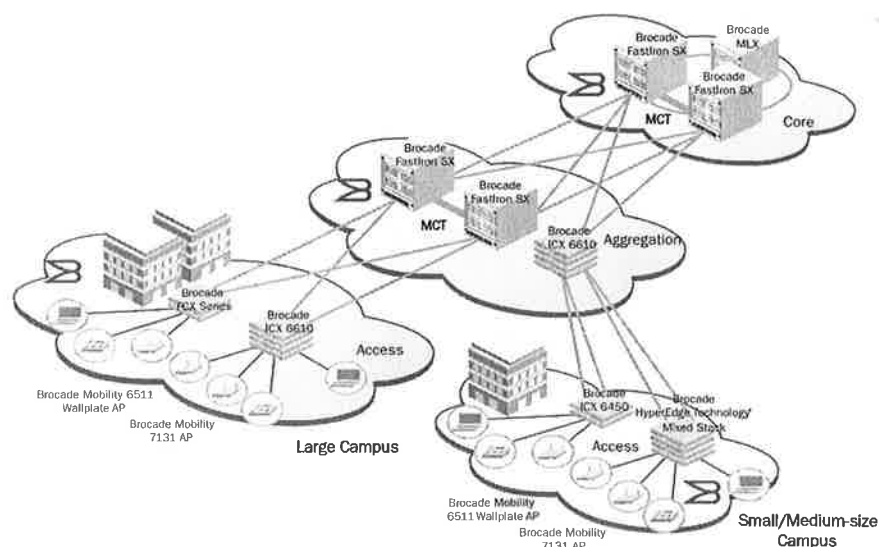 Brocade
FastIron SX
Brocade
MLX
Brocade
FastIron SX
MCT
Core
Brocade
FastIron SX
Brocade
FastIron SX
MCT
Brocade
ICX 6610
Aggregation
Brocade
FCX Series
Brocade
ICX 6610
Access
Brocade Mobility 6511
Wallplate AP
Brocade Mobility
7131 AP
Large Campus
Brocade
ICX 6450
Brocade
HyperEdge Technology
Mixed Stack
Access
Brocade Mobility
6511 Wallplate AP
Brocade Mobility
7131 AP
Small/Medium-size
Campus